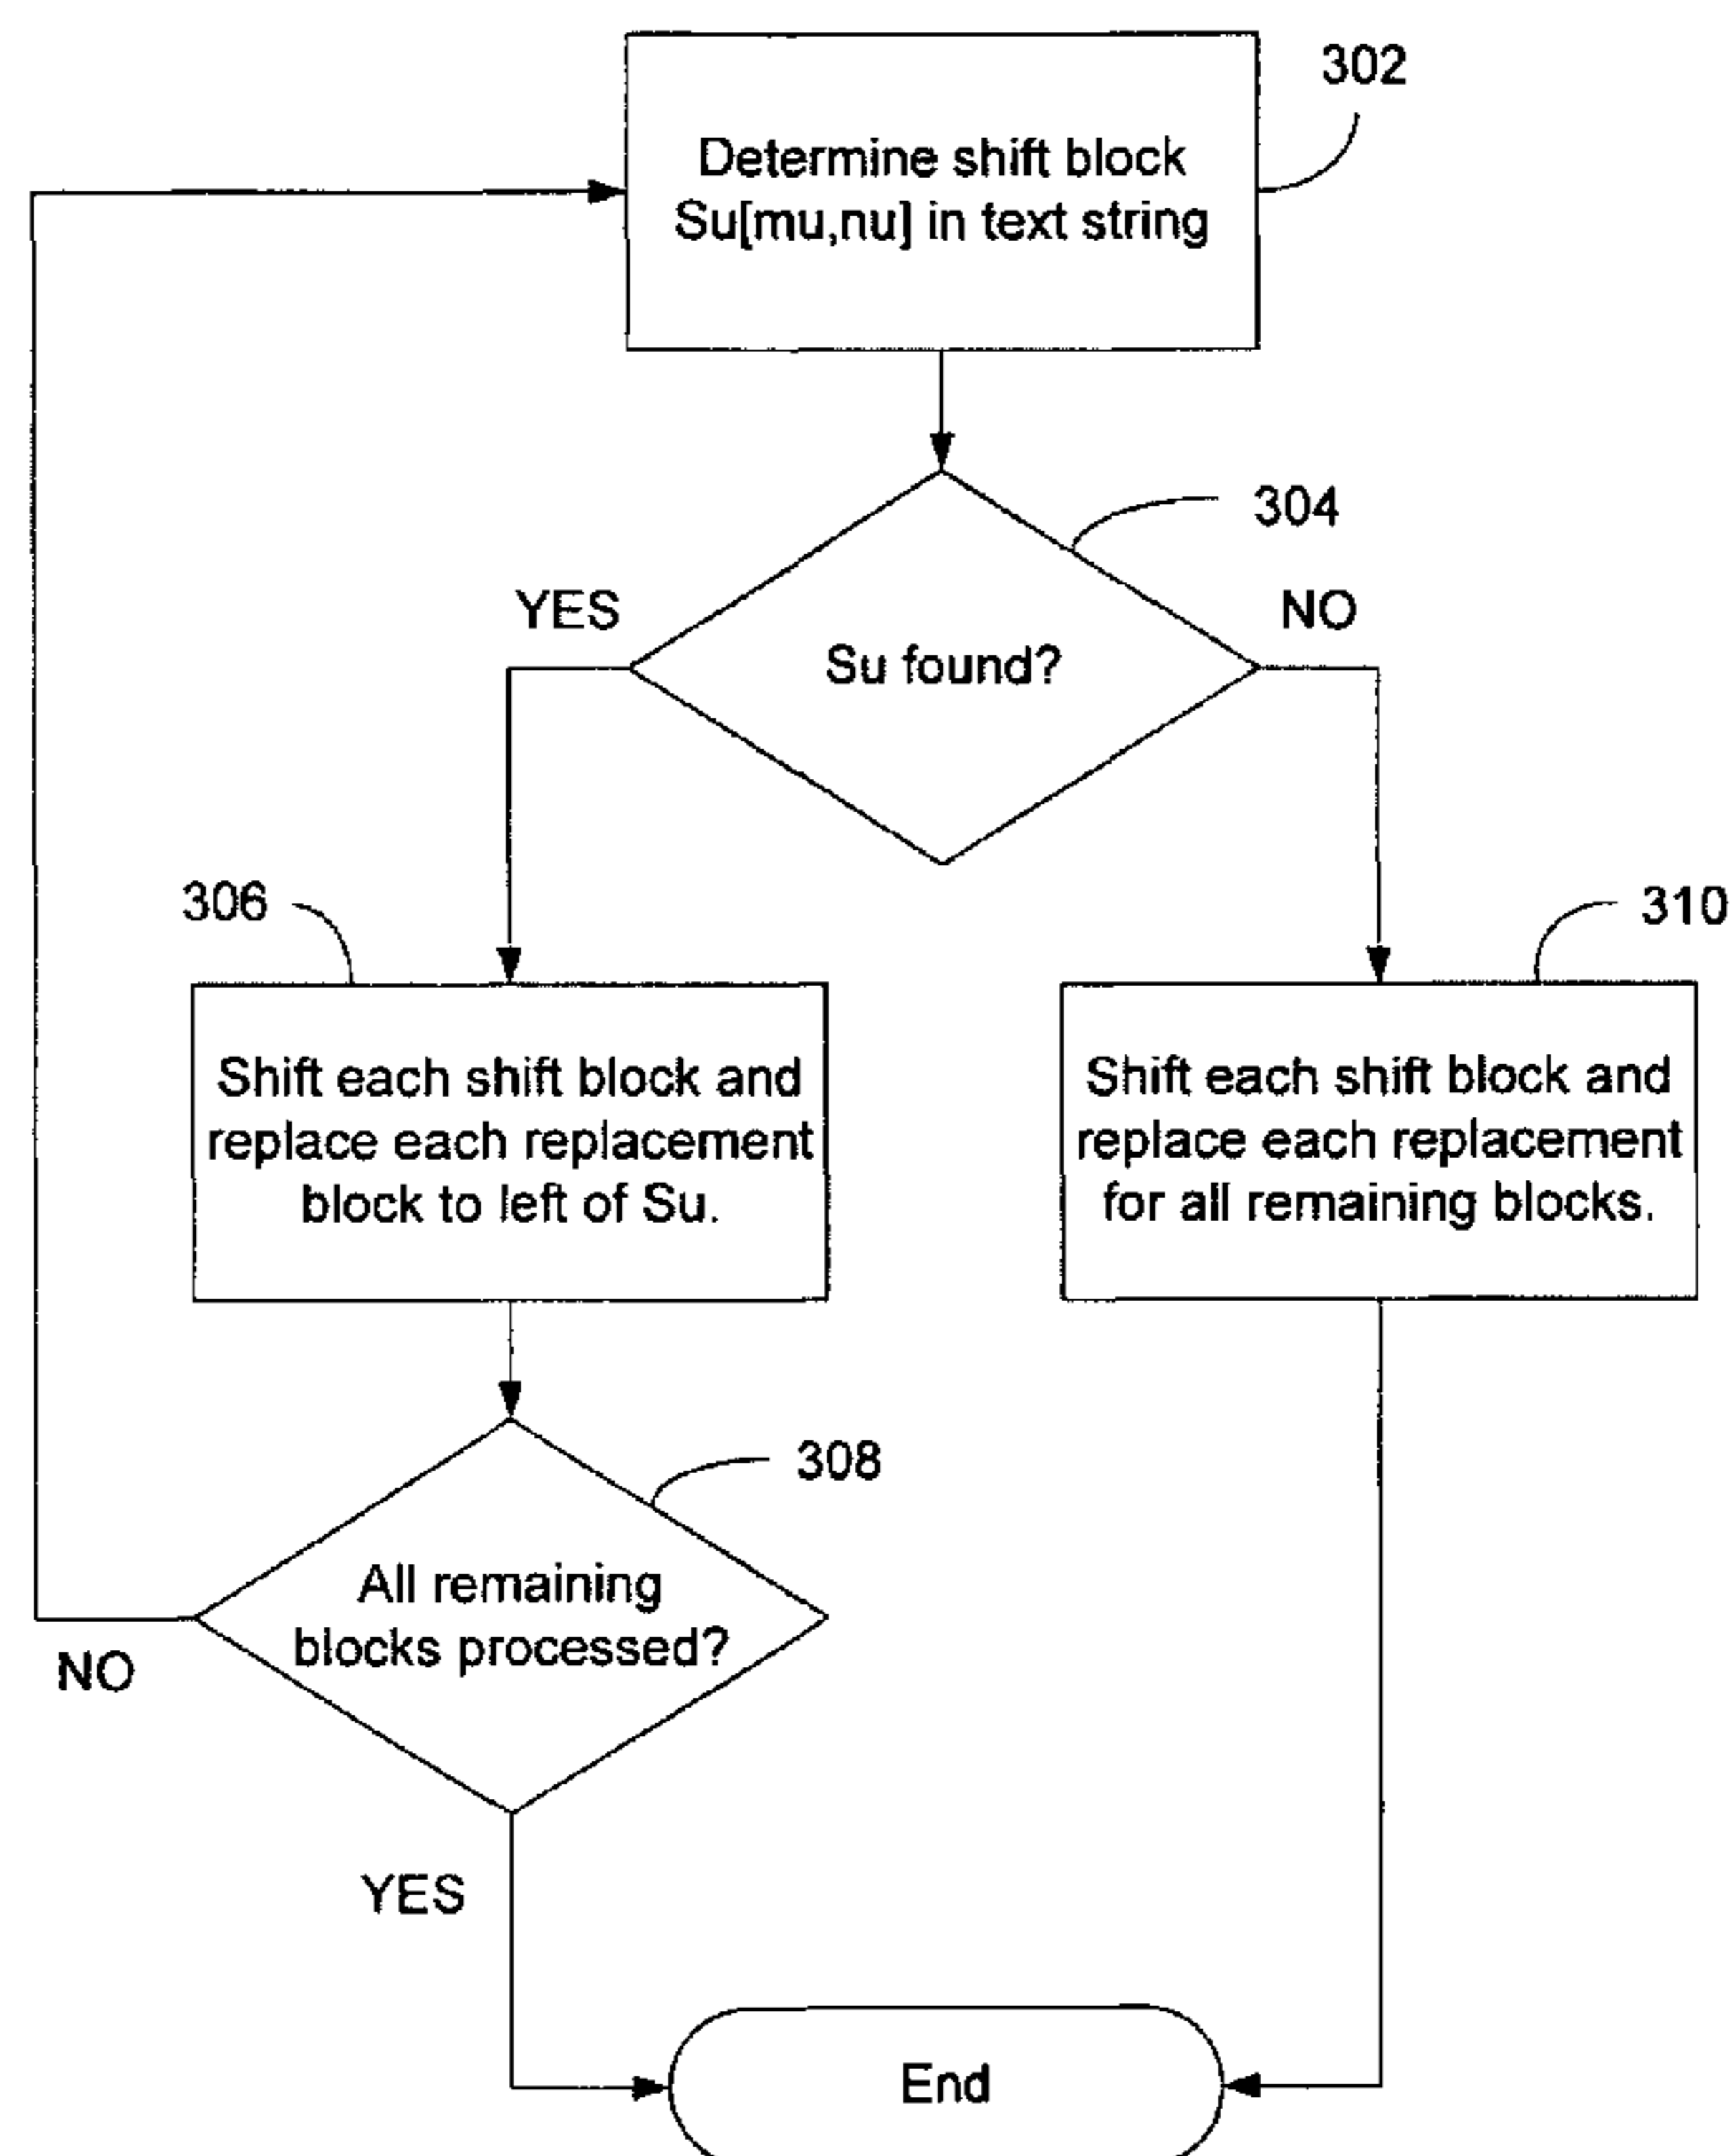 302
Determine shift block
Su[mu,nu] in text string
304
YES
NO
Su found?
306
310
Shift each shift block and
replace each replacement
block to left of Su.
Shift each shift block and
replace each replacement
for all remaining blocks.
308
All remaining
blocks processed?
NO
YES
End